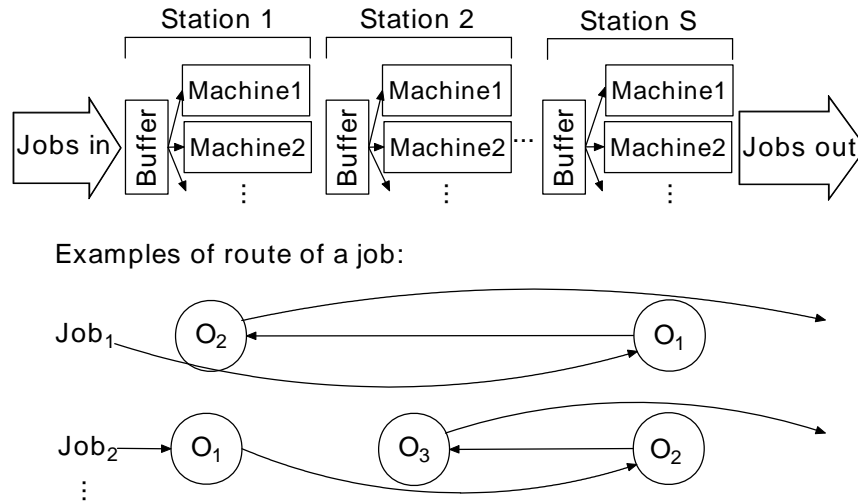 Station 1 Station 2 Station S
Machine1 Machine1 Machine1
Jobs in Buffer Machine2 Buffer Machine2 ... Buffer Machine2 Jobs out
⋮ ⋮ ⋮
Examples of route of a job:
Job₁ O₂ O₁
Job₂ O₁ O₃ O₂
⋮